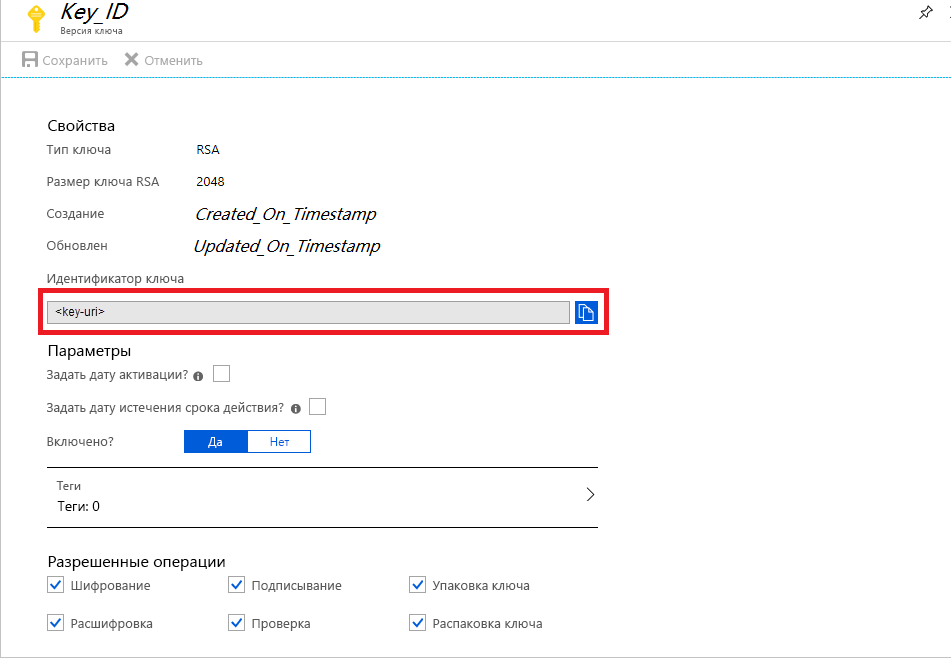 Key_ID
Версия ключа
Сохранить Отменить
Свойства
Тип ключа RSA
Размер ключа RSA 2048
Создание Created_On_Timestamp
Обновлен Updated_On_Timestamp
Идентификатор ключа
<key-uri>
Параметры
Задать дату активации?
Задать дату истечения срока действия?
Включено? Да Нет
Теги
Теги: 0
Разрешенные операции
Шифрование Подписывание Упаковка ключа
Расшифровка Проверка Распаковка ключа